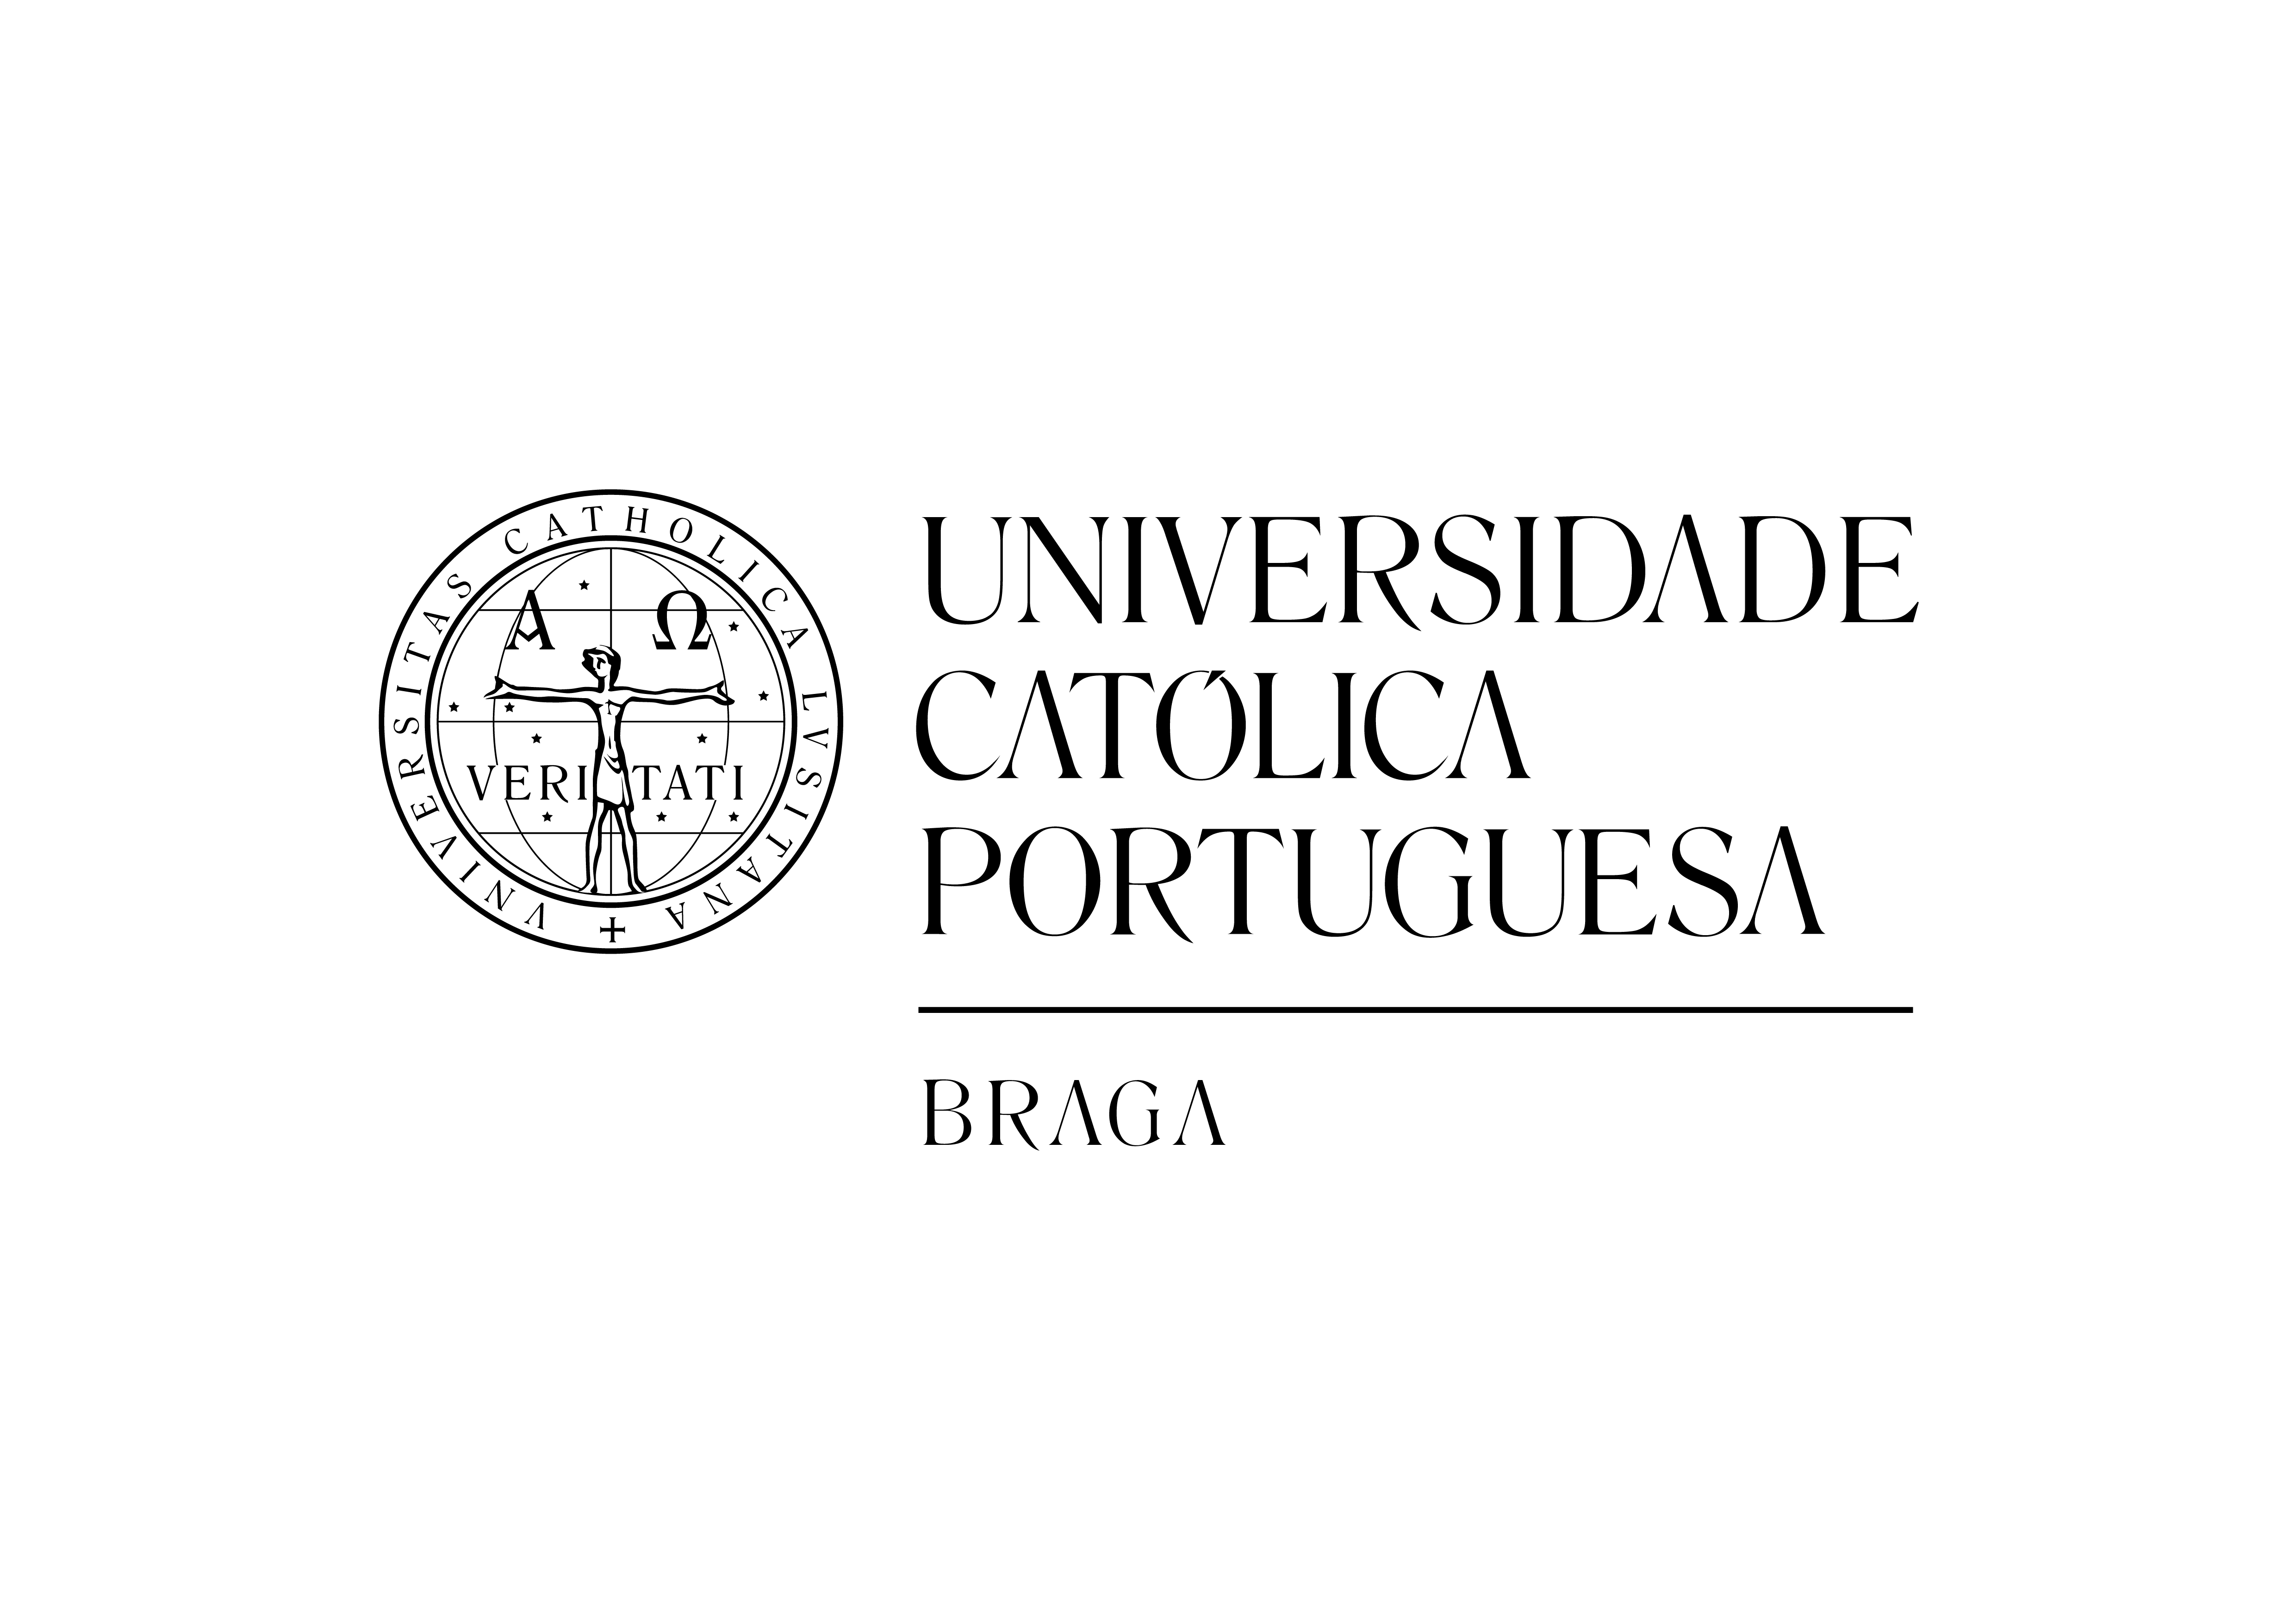 VNIVERSITAS CATHOLICA LVSITANA
Α Ω
VERITATI
UNIVERSIDADE
CATÓLICA
PORTUGUESA
BRAGA